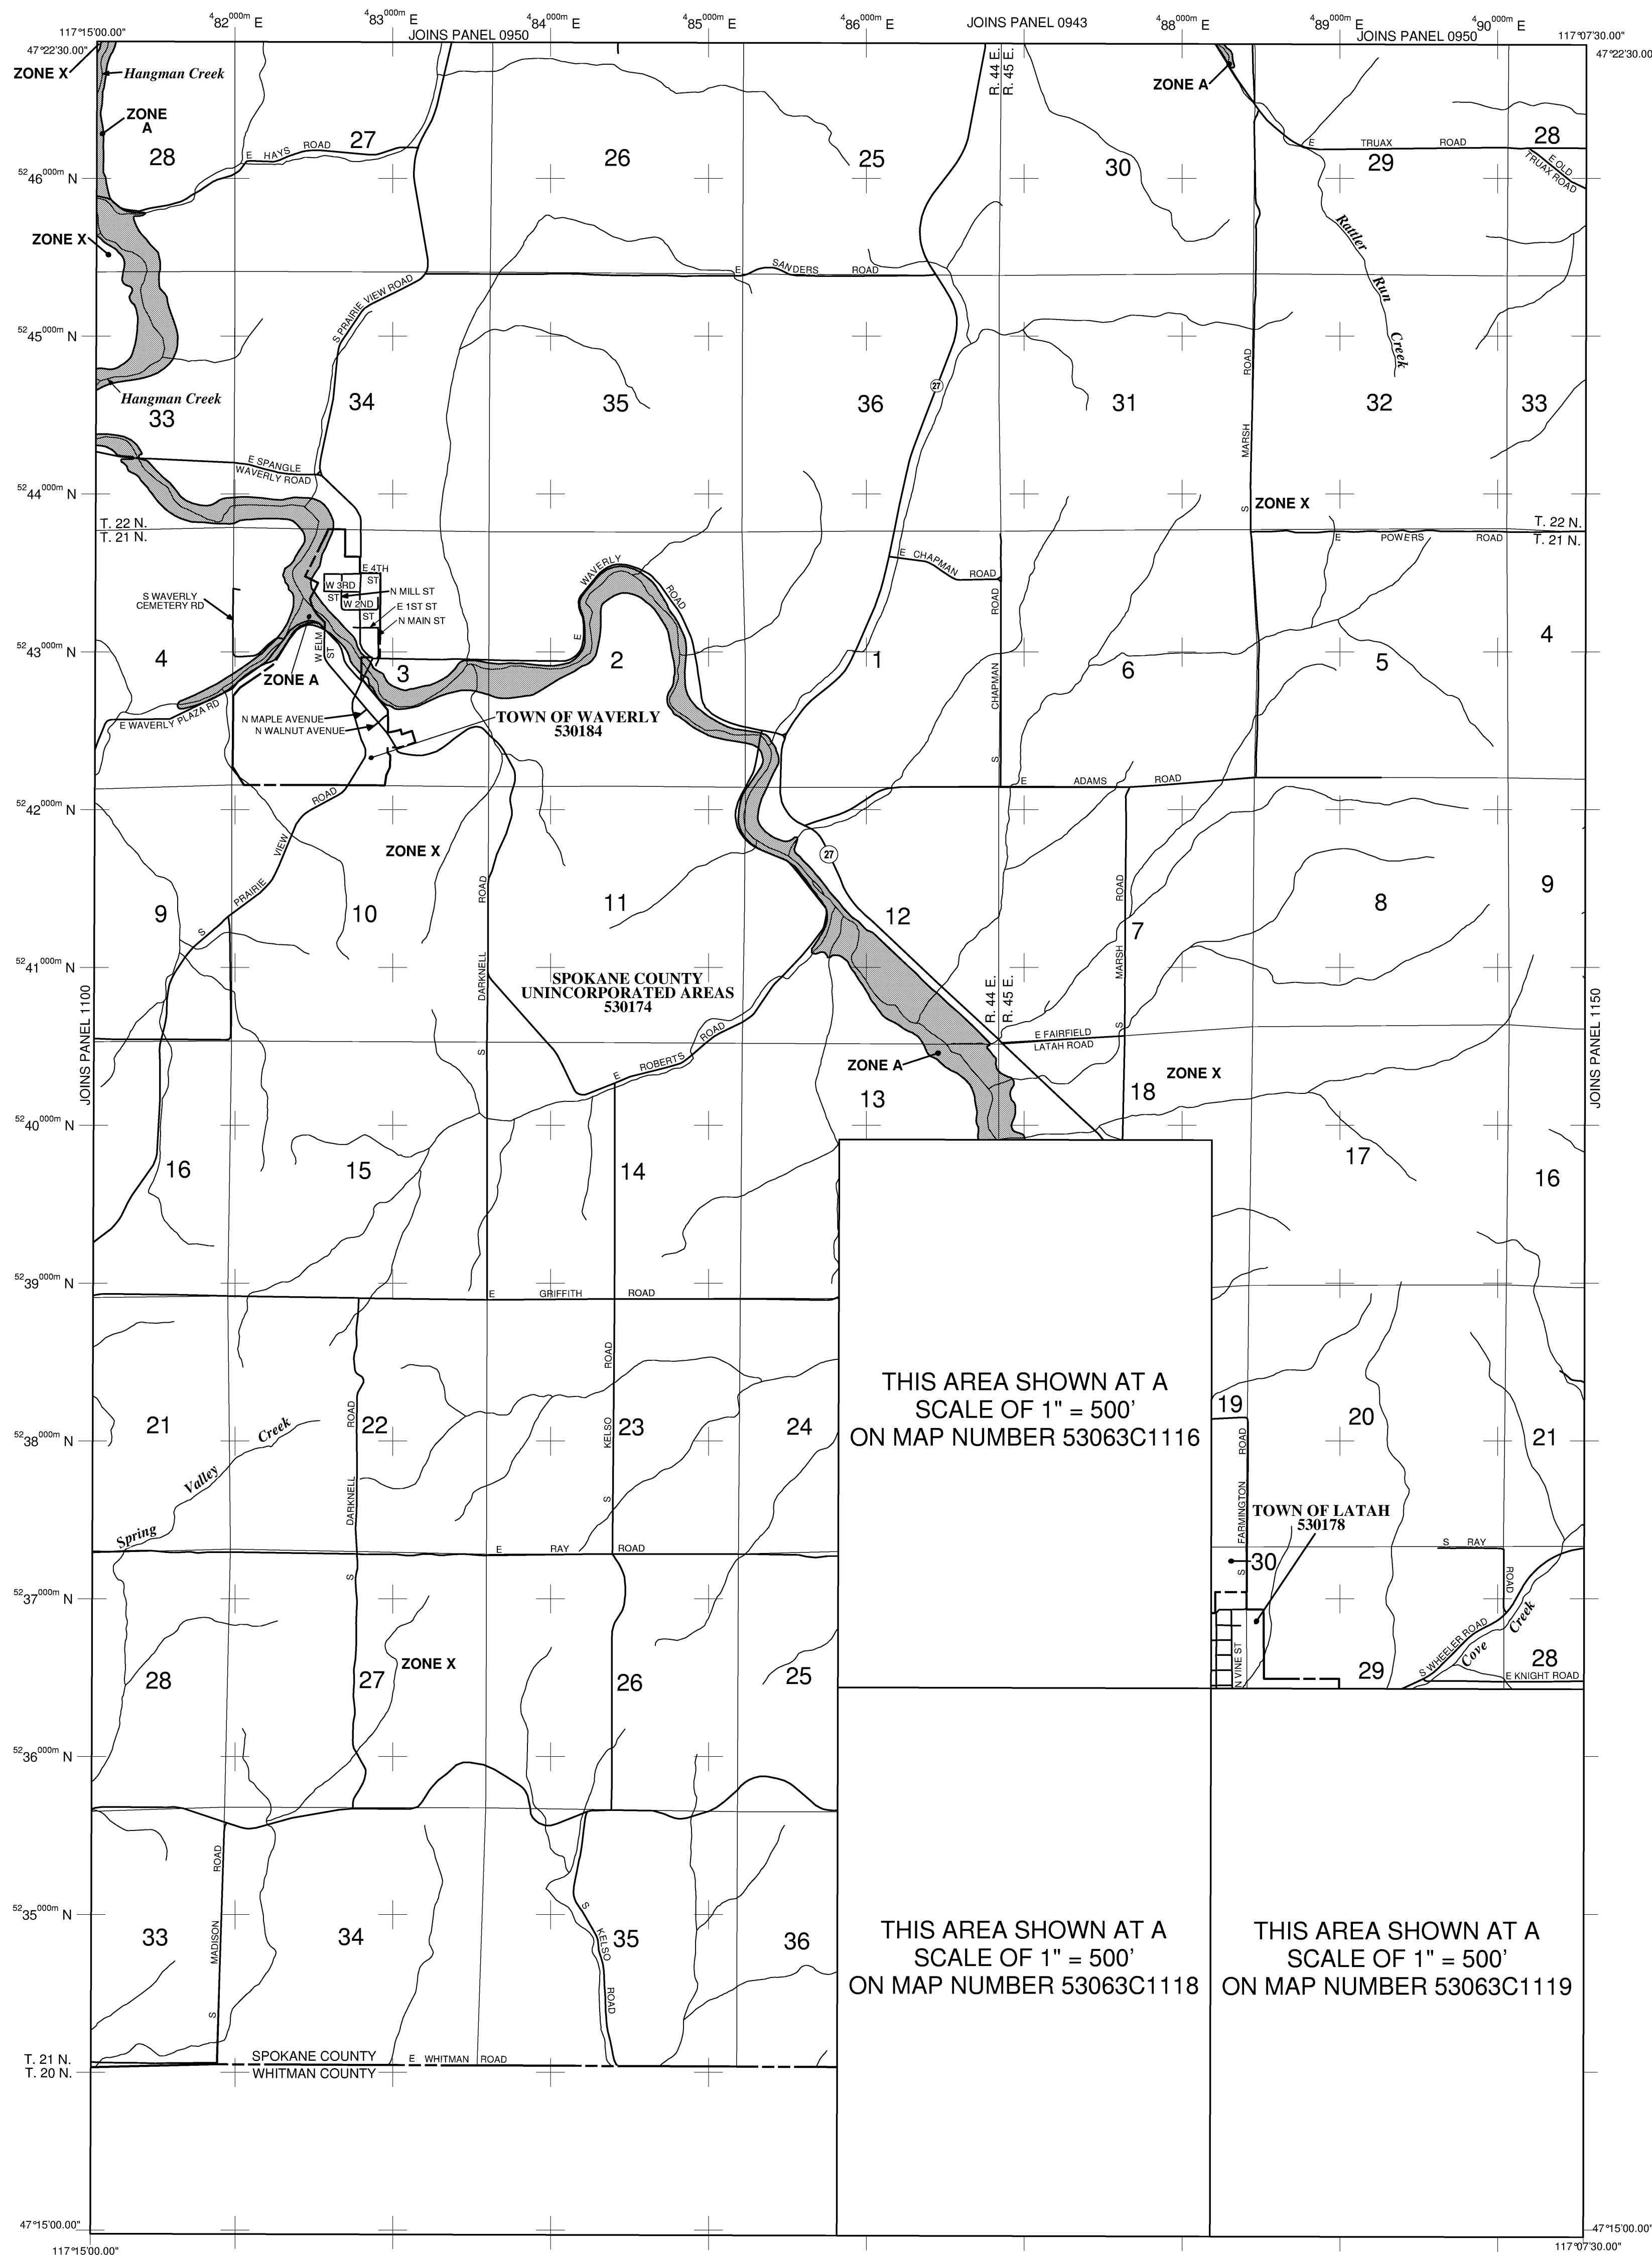 482000m E
483000m E
484000m E
485000m E
486000m E
JOINS PANEL 0943
488000m E
489000m E
490000m E
117°15'00.00"
JOINS PANEL 0950
JOINS PANEL 0950
117°07'30.00"
47°22'30.00"
47°22'30.00"
ZONE X
Hangman Creek
ZONE
A
R. 44 E.
R. 45 E.
ZONE A
28
27
26
25
30
29
28
E HAYS ROAD
E TRUAX ROAD
E OLD
TRUAX ROAD
5246000m N
ZONE X
Rattler Run Creek
E SANDERS ROAD
S PRAIRIE VIEW ROAD
5245000m N
27
Hangman Creek
33
34
35
36
31
32
33
S MARSH ROAD
E SPANGLE
WAVERLY ROAD
5244000m N
ZONE X
T. 22 N.
T. 21 N.
T. 22 N.
T. 21 N.
E POWERS ROAD
E CHAPMAN ROAD
E WAVERLY ROAD
E 4TH
ST
W 3RD
ST
N MILL ST
W 2ND
ST
E 1ST ST
N MAIN ST
S WAVERLY
CEMETERY RD
W ELM
ST
5243000m N
4
3
2
1
6
5
4
ZONE A
S CHAPMAN ROAD
E WAVERLY PLAZA RD
N MAPLE AVENUE
N WALNUT AVENUE
TOWN OF WAVERLY
530184
E ADAMS ROAD
5242000m N
S PRAIRIE VIEW ROAD
ZONE X
27
9
10
11
12
7
8
9
S DARKNELL ROAD
S MARSH ROAD
5241000m N
SPOKANE COUNTY
UNINCORPORATED AREAS
530174
R. 44 E.
R. 45 E.
JOINS PANEL 1100
JOINS PANEL 1150
E FAIRFIELD
LATAH ROAD
E ROBERTS ROAD
ZONE A
ZONE X
13
18
5240000m N
16
15
14
17
16
5239000m N
E GRIFFITH ROAD
THIS AREA SHOWN AT A
SCALE OF 1" = 500'
ON MAP NUMBER 53063C1116
21
22
23
24
19
20
21
5238000m N
Spring Valley Creek
S DARKNELL ROAD
S KELSO ROAD
S FARMINGTON ROAD
TOWN OF LATAH
530178
E RAY ROAD
S RAY ROAD
30
5237000m N
N VINE ST
S WHEELER ROAD
Cove Creek
E KNIGHT ROAD
28
27
ZONE X
26
25
29
28
5236000m N
5235000m N
33
34
35
36
S MADISON ROAD
S KELSO ROAD
THIS AREA SHOWN AT A
SCALE OF 1" = 500'
ON MAP NUMBER 53063C1118
THIS AREA SHOWN AT A
SCALE OF 1" = 500'
ON MAP NUMBER 53063C1119
T. 21 N.
T. 20 N.
SPOKANE COUNTY
WHITMAN COUNTY
E WHITMAN ROAD
47°15'00.00"
47°15'00.00"
117°15'00.00"
117°07'30.00"